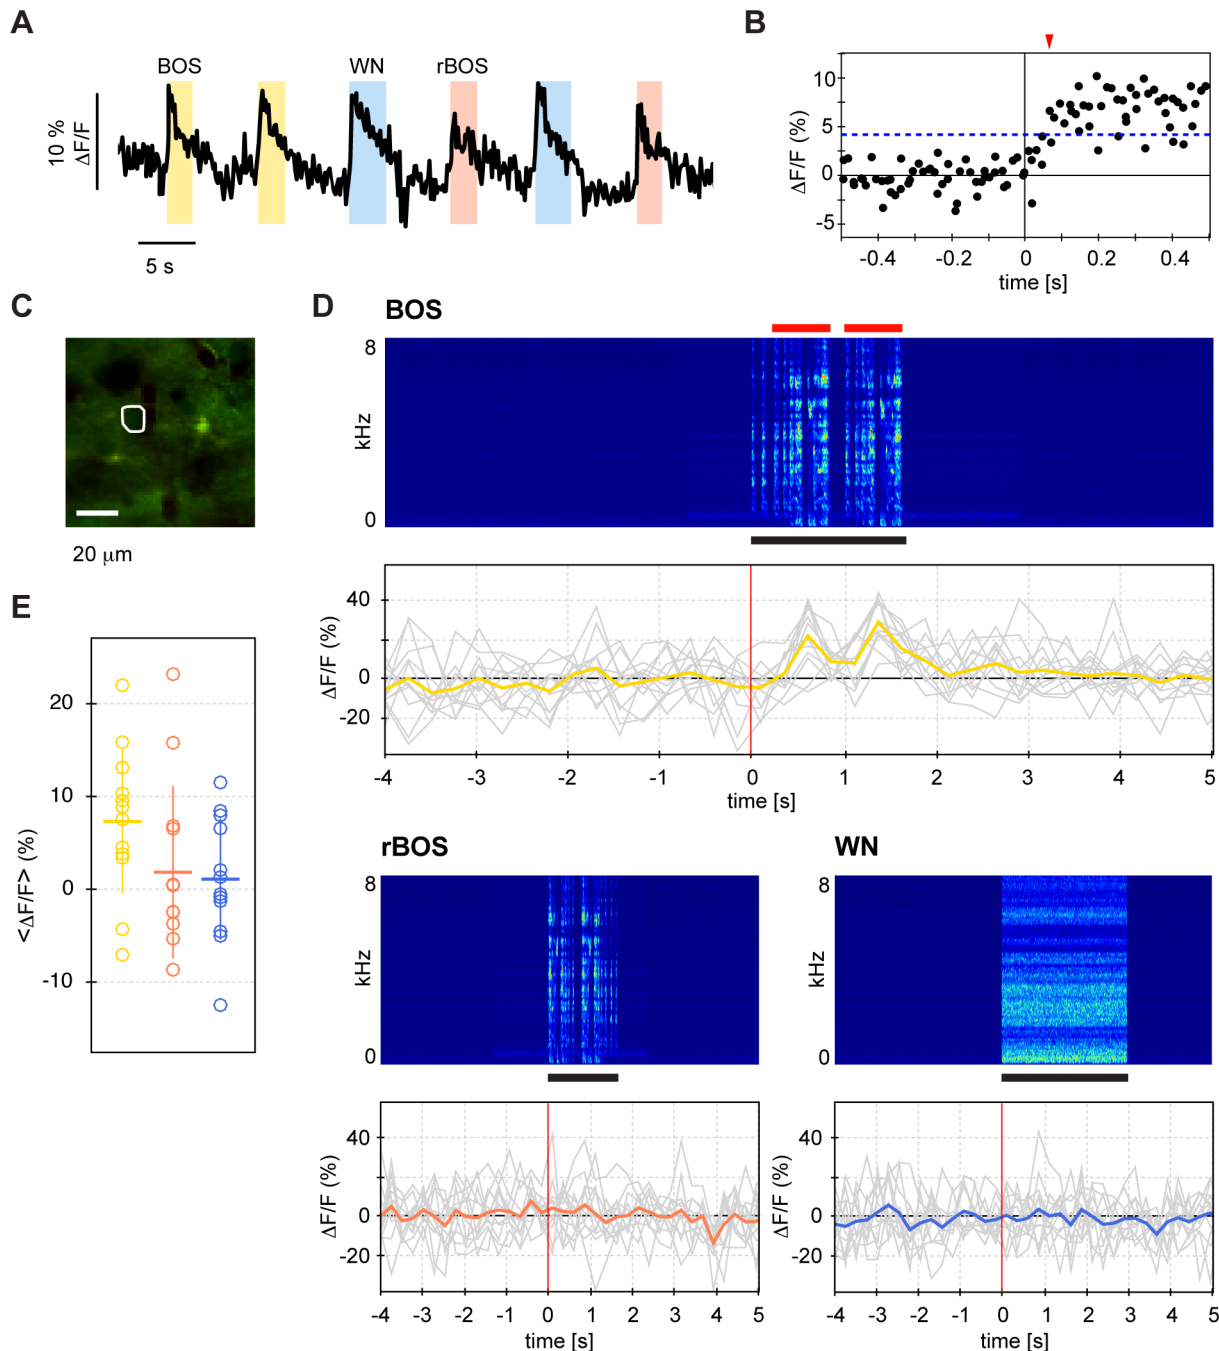 A
BOS
WN
rBOS
10 %
ΔF/F
5 s
B
ΔF/F (%)
10
5
0
-5
-0.4
-0.2
0
0.2
0.4
time [s]
C
20 μm
D
BOS
8
kHz
0
ΔF/F (%)
40
0
-20
-4
-3
-2
-1
0
1
2
3
4
5
time [s]
E
<ΔF/F> (%)
20
10
0
-10
rBOS
8
kHz
0
ΔF/F (%)
40
0
-20
-4
-3
-2
-1
0
1
2
3
4
5
time [s]
WN
8
kHz
0
ΔF/F (%)
40
0
-20
-4
-3
-2
-1
0
1
2
3
4
5
time [s]